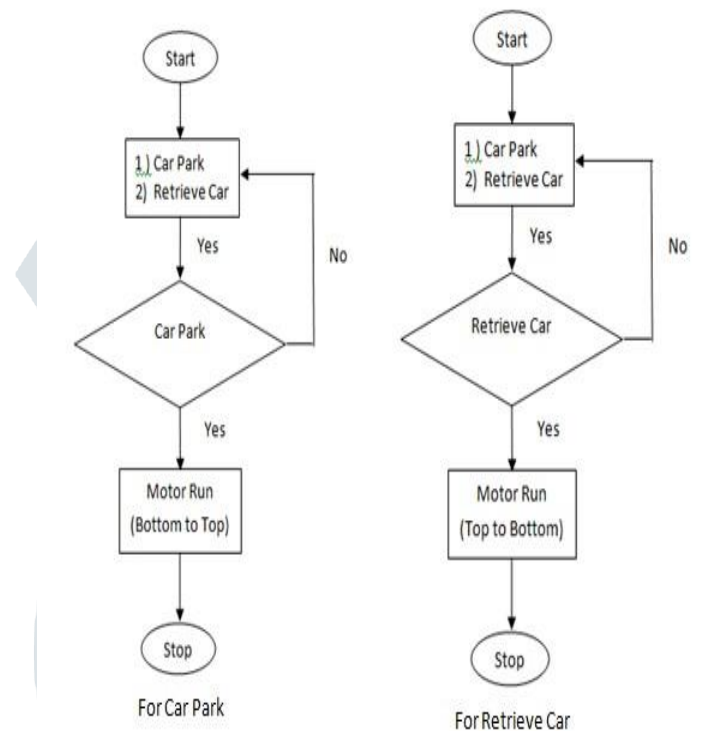 Start
1) Car Park
2) Retrieve Car
Yes
No
Car Park
Yes
Motor Run
(Bottom to Top)
Stop
For Car Park
Start
1) Car Park
2) Retrieve Car
Yes
No
Retrieve Car
Yes
Motor Run
(Top to Bottom)
Stop
For Retrieve Car